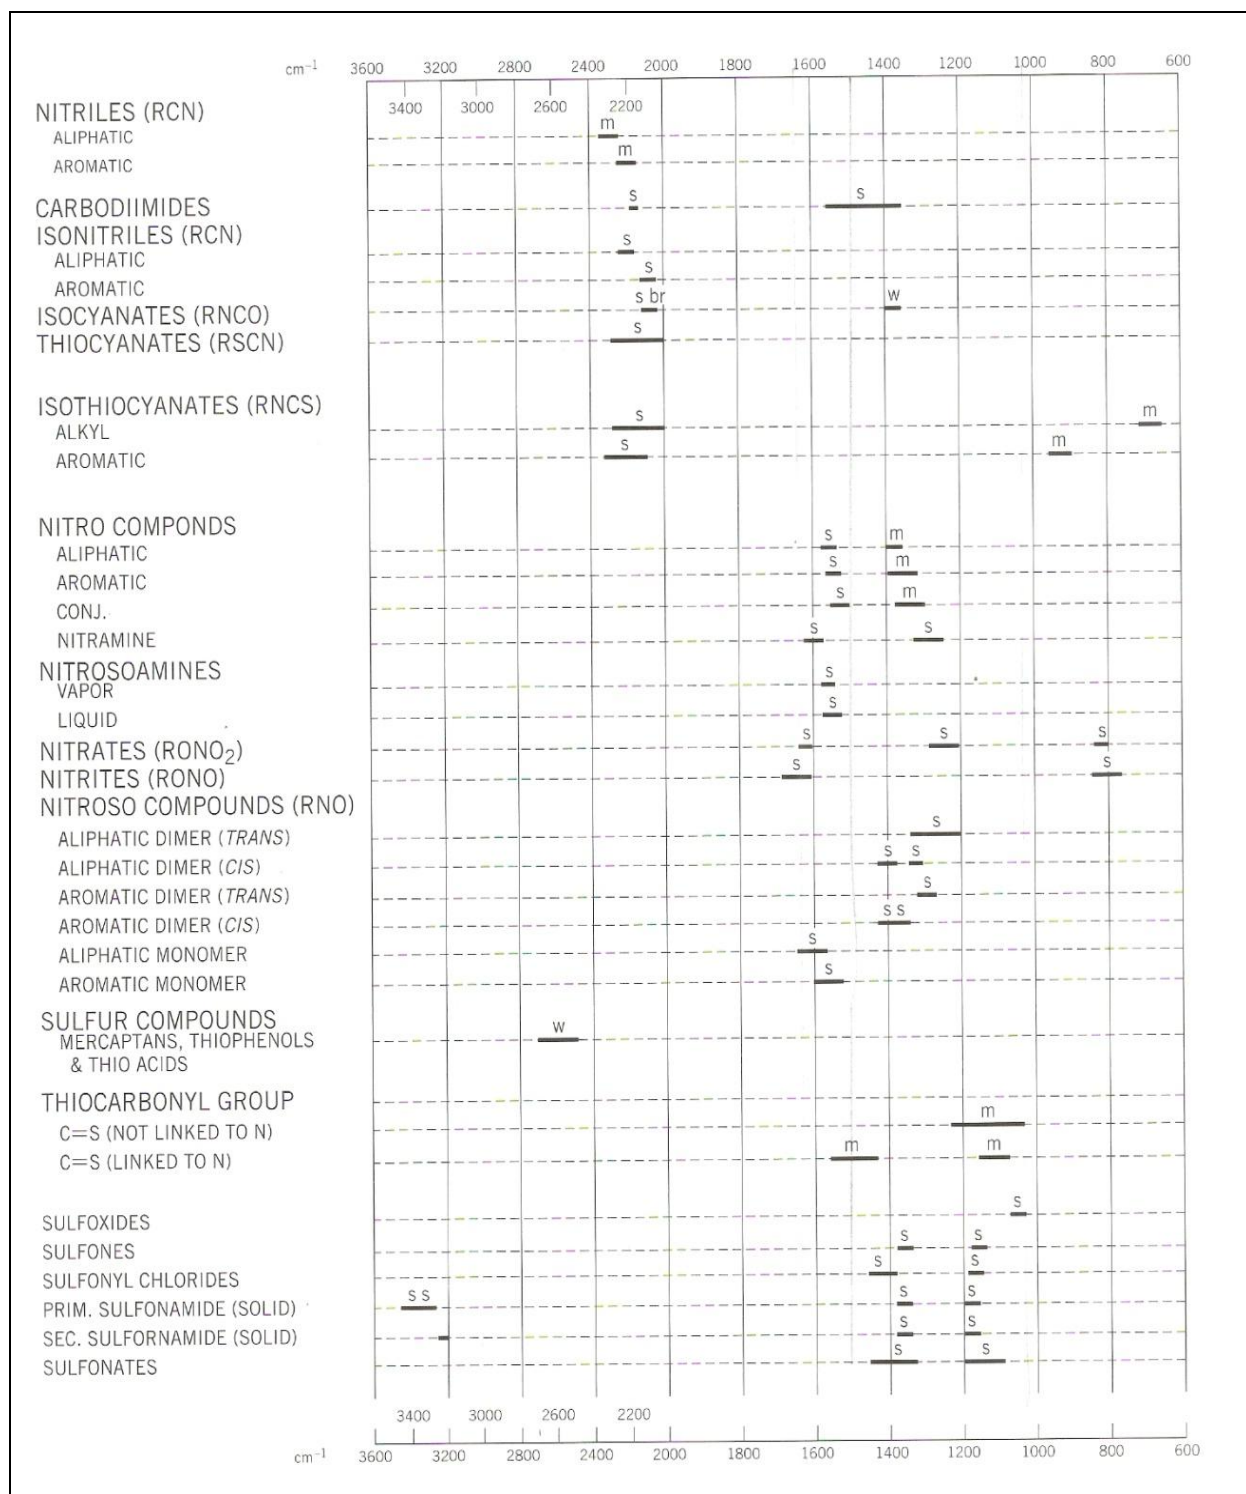 cm⁻¹ 3600 3200 2800 2400 2000 1800 1600 1400 1200 1000 800 600
3400 3000 2600 2200
NITRILES (RCN)
m
ALIPHATIC
m
AROMATIC
s s
CARBODIIMIDES
ISONITRILES (RCN)
s
ALIPHATIC
s
AROMATIC
s br w
ISOCYANATES (RNCO)
s
THIOCYANATES (RSCN)
ISOTHIOCYANATES (RNCS)
s m
ALKYL
s m
AROMATIC
NITRO COMPONDS
s m
ALIPHATIC
s m
AROMATIC
s m
CONJ.
s s
NITRAMINE
NITROSOAMINES
s
VAPOR
s
LIQUID
s s s
NITRATES (RONO₂)
s s
NITRITES (RONO)
NITROSO COMPOUNDS (RNO)
s
ALIPHATIC DIMER (TRANS)
s s
ALIPHATIC DIMER (CIS)
s
AROMATIC DIMER (TRANS)
s s
AROMATIC DIMER (CIS)
s
ALIPHATIC MONOMER
s
AROMATIC MONOMER
SULFUR COMPOUNDS
w
MERCAPTANS, THIOPHENOLS
& THIO ACIDS
THIOCARBONYL GROUP
m
C=S (NOT LINKED TO N)
m m
C=S (LINKED TO N)
s
SULFOXIDES
s s
SULFONES
s s
SULFONYL CHLORIDES
s s s s
PRIM. SULFONAMIDE (SOLID)
s s
SEC. SULFORNAMIDE (SOLID)
s s
SULFONATES
3400 3000 2600 2200
cm⁻¹ 3600 3200 2800 2400 2000 1800 1600 1400 1200 1000 800 600